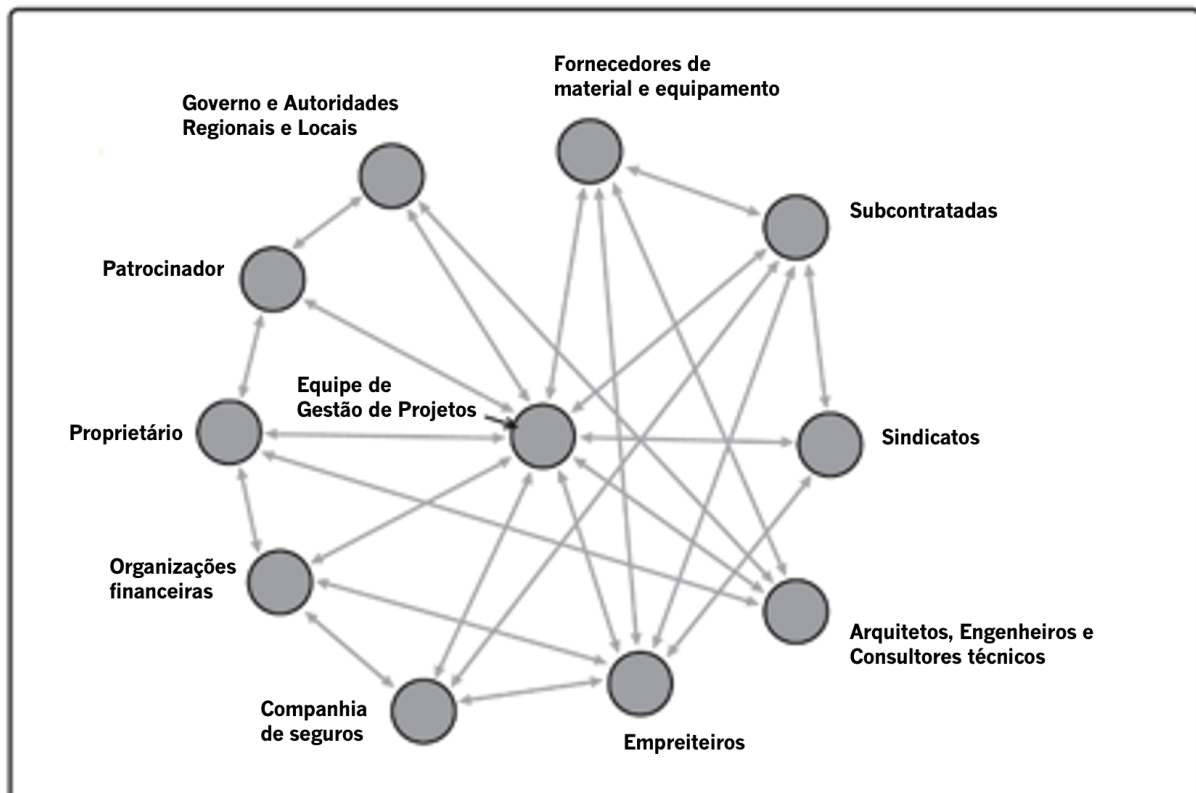 Fornecedores de
material e equipamento
Governo e Autoridades
Regionais e Locais
Subcontratadas
Patrocinador
Equipe de
Gestão de Projetos
Proprietário
Sindicatos
Organizações
financeiras
Arquitetos, Engenheiros e
Consultores técnicos
Companhia
de seguros
Empreiteiros